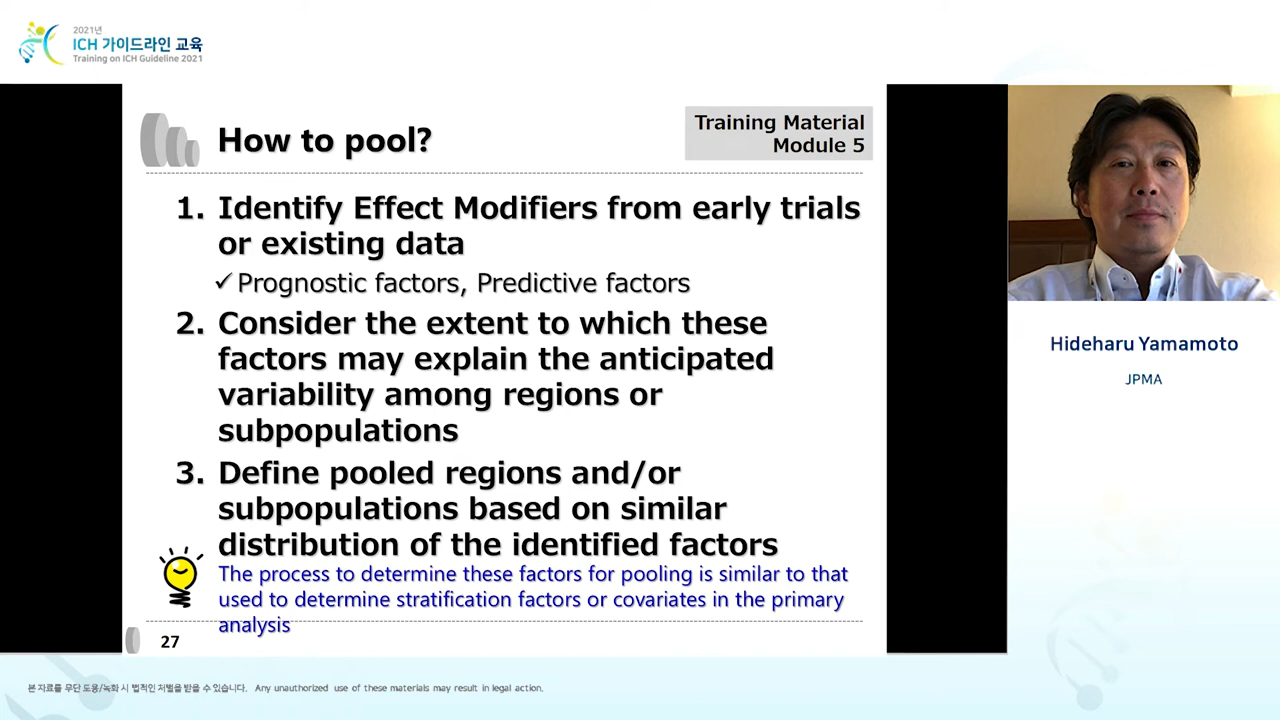 2021년
ICH 가이드라인 교육
Training on ICH Guideline 2021
How to pool?
Training Material
Module 5
1. Identify Effect Modifiers from early trials
or existing data
✓ Prognostic factors, Predictive factors
2. Consider the extent to which these
factors may explain the anticipated
variability among regions or
subpopulations
3. Define pooled regions and/or
subpopulations based on similar
distribution of the identified factors
The process to determine these factors for pooling is similar to that
used to determine stratification factors or covariates in the primary
analysis
27
Hideharu Yamamoto
JPMA
본 자료를 무단 도용/녹화 시 법적인 처벌을 받을 수 있습니다. Any unauthorized use of these materials may result in legal action.